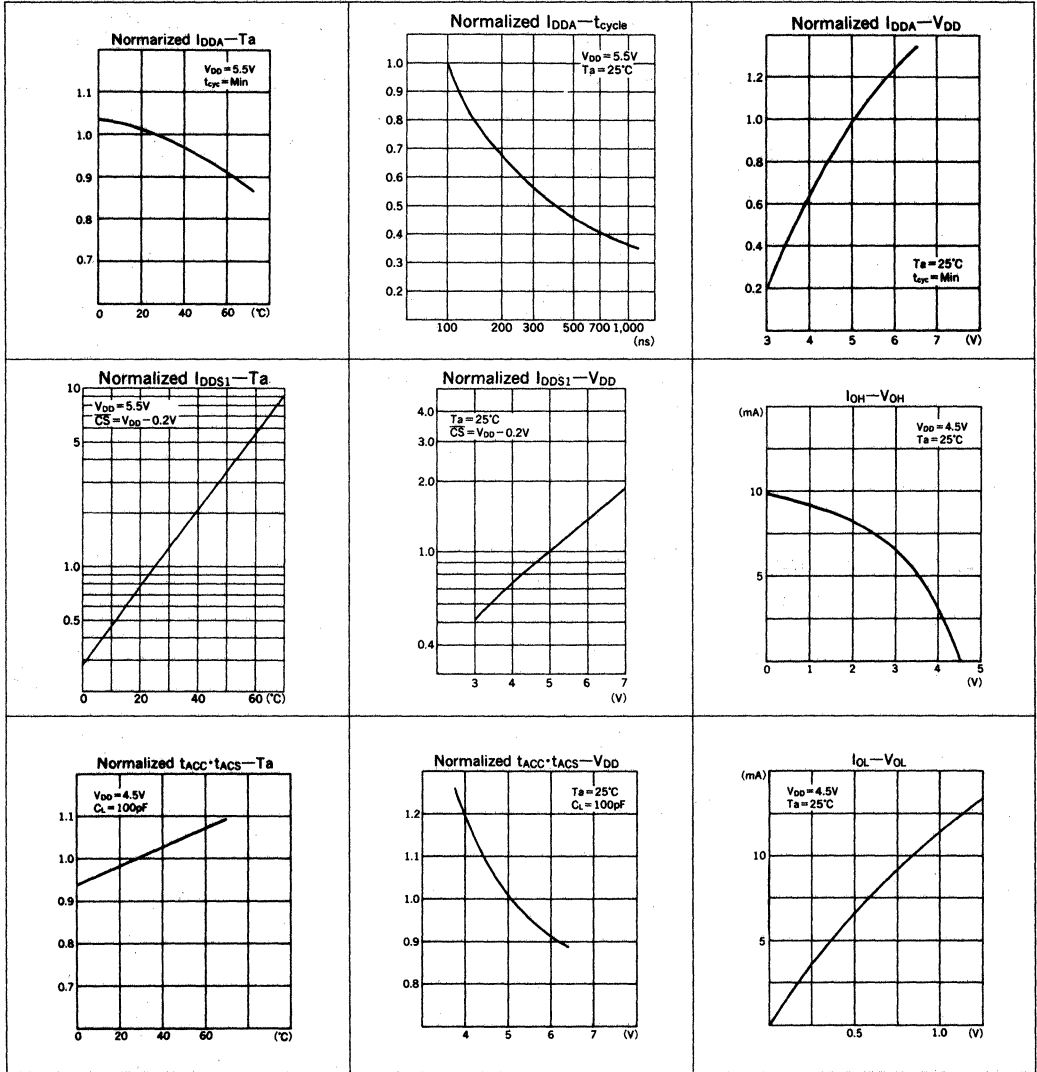 Normarized IDDA—Ta
VDD=5.5V
tcyc=Min
1.1
1.0
0.9
0.8
0.7
0 20 40 60 (℃)
Normalized IDDA—tcycle
VDD=5.5V
Ta=25℃
1.0
0.9
0.8
0.7
0.6
0.5
0.4
0.3
0.2
100 200 300 500 700 1,000
(ns)
Normalized IDDA—VDD
1.2
1.0
0.8
0.6
0.4
0.2
Ta=25℃
tcyc=Min
3 4 5 6 7 (V)
Normalized IDDS1—Ta
VDD=5.5V
CS=VDD−0.2V
10
5
1.0
0.5
0 20 40 60 (℃)
Normalized IDDS1—VDD
Ta=25℃
CS=VDD−0.2V
4.0
3.0
2.0
1.0
0.4
3 4 5 6 7
(V)
IOH—VOH
(mA)
VDD=4.5V
Ta=25℃
10
5
0 1 2 3 4 5
(V)
Normalized tACC・tACS—Ta
VDD=4.5V
CL=100pF
1.1
1.0
0.9
0.8
0.7
0 20 40 60 (℃)
Normalized tACC・tACS—VDD
Ta=25℃
CL=100pF
1.2
1.1
1.0
0.9
0.8
4 5 6 7 (V)
IOL—VOL
(mA)
VDD=4.5V
Ta=25℃
10
5
0.5 1.0 (V)